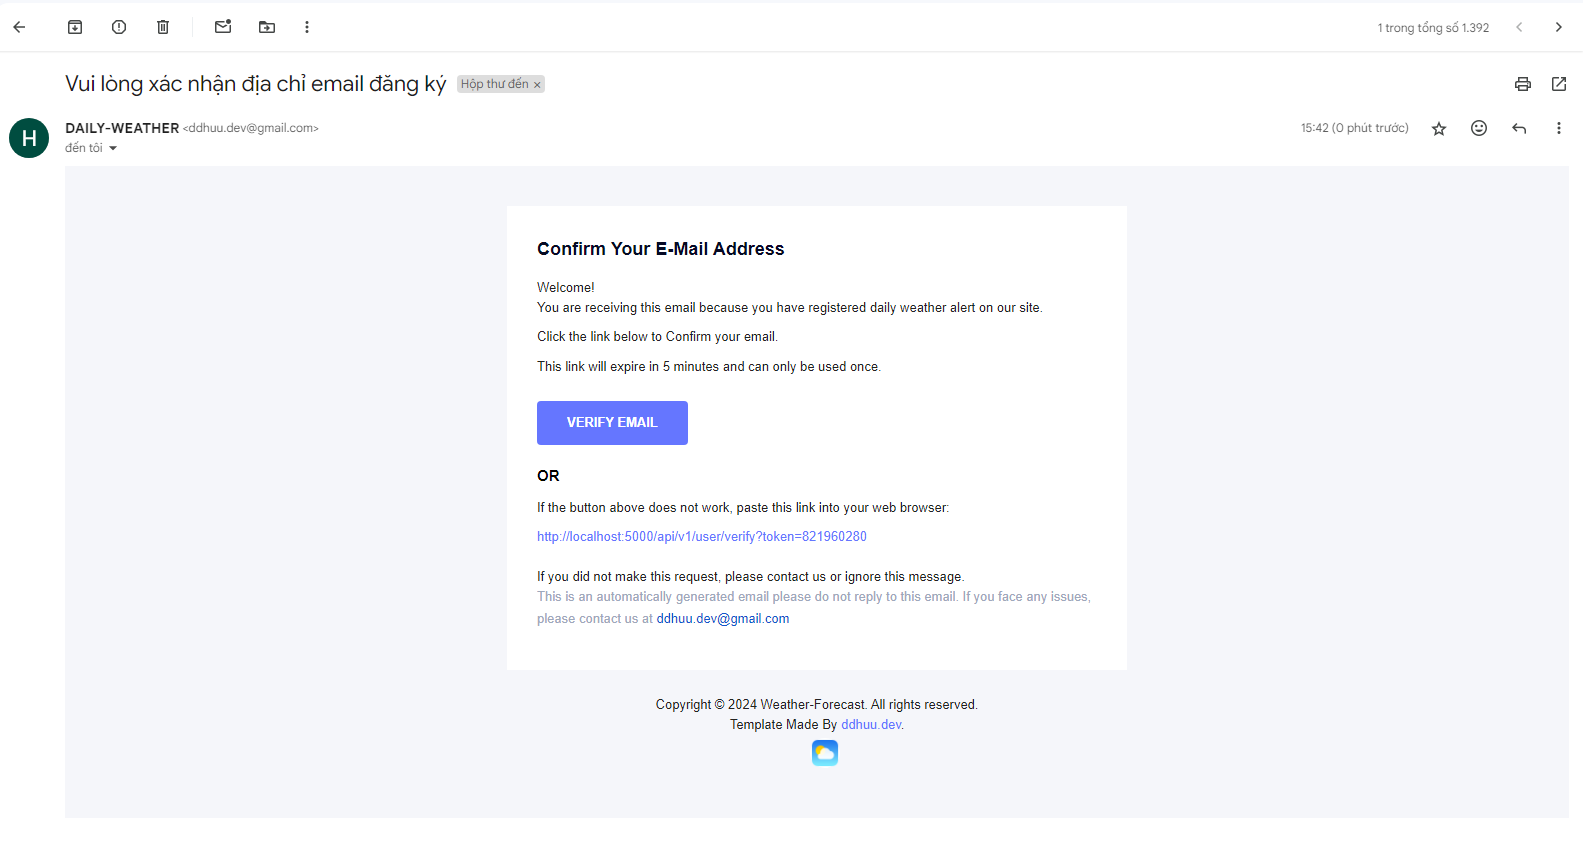 1 trong tổng số 1.392
Vui lòng xác nhận địa chỉ email đăng ký
Hộp thư đến ×
H
DAILY-WEATHER <ddhuu.dev@gmail.com>
15:42 (0 phút trước)
đến tôi
Confirm Your E-Mail Address
Welcome!
You are receiving this email because you have registered daily weather alert on our site.
Click the link below to Confirm your email.
This link will expire in 5 minutes and can only be used once.
VERIFY EMAIL
OR
If the button above does not work, paste this link into your web browser:
http://localhost:5000/api/v1/user/verify?token=821960280
If you did not make this request, please contact us or ignore this message.
This is an automatically generated email please do not reply to this email. If you face any issues,
please contact us at ddhuu.dev@gmail.com
Copyright © 2024 Weather-Forecast. All rights reserved.
Template Made By ddhuu.dev.